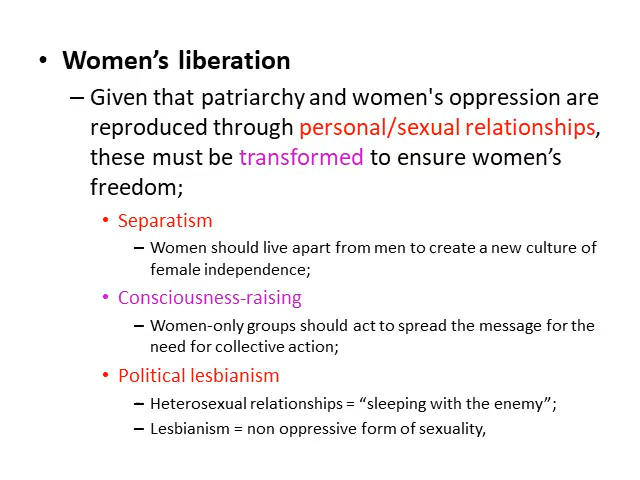 • Women’s liberation
– Given that patriarchy and women's oppression are
reproduced through personal/sexual relationships,
these must be transformed to ensure women’s
freedom;
• Separatism
– Women should live apart from men to create a new culture of
female independence;
• Consciousness-raising
– Women-only groups should act to spread the message for the
need for collective action;
• Political lesbianism
– Heterosexual relationships = “sleeping with the enemy”;
– Lesbianism = non oppressive form of sexuality,